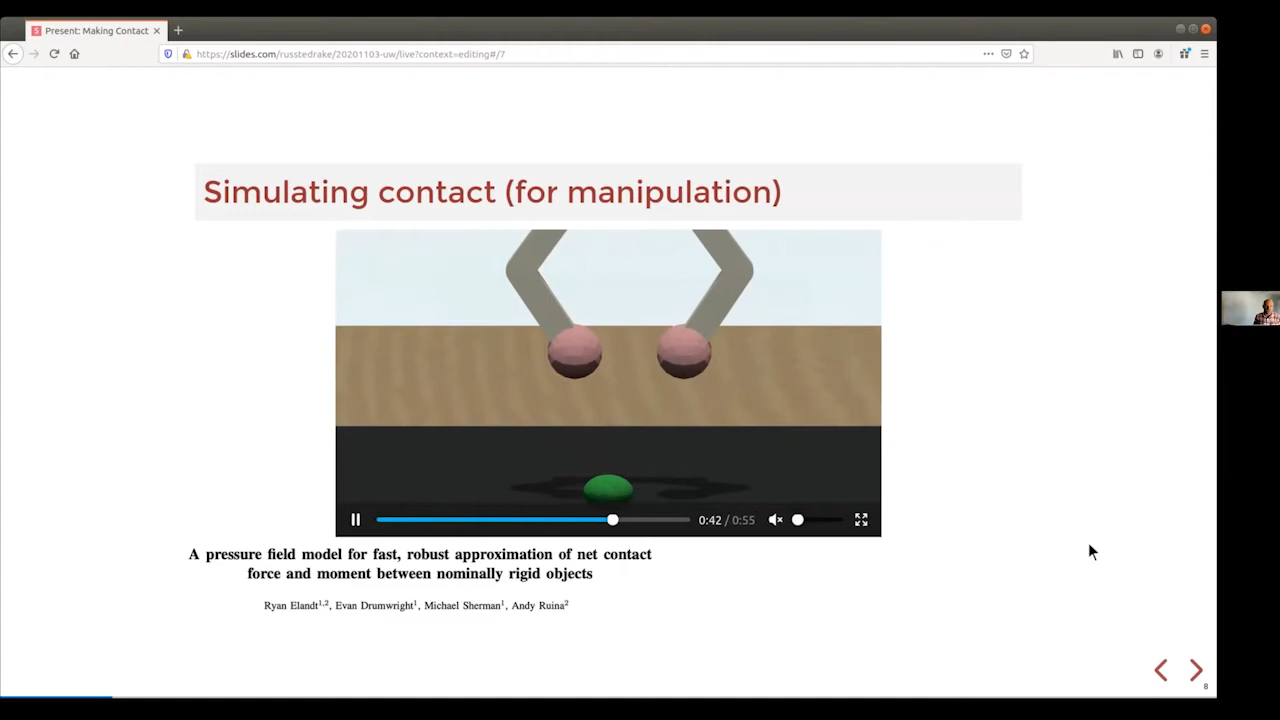 Present: Making Contact
https://slides.com/russtedrake/20201103-uw/live?context=editing#/7
Simulating contact (for manipulation)
0:42 / 0:55
A pressure field model for fast, robust approximation of net contact
force and moment between nominally rigid objects
Ryan Elandt1,2, Evan Drumwright1, Michael Sherman1, Andy Ruina2
8